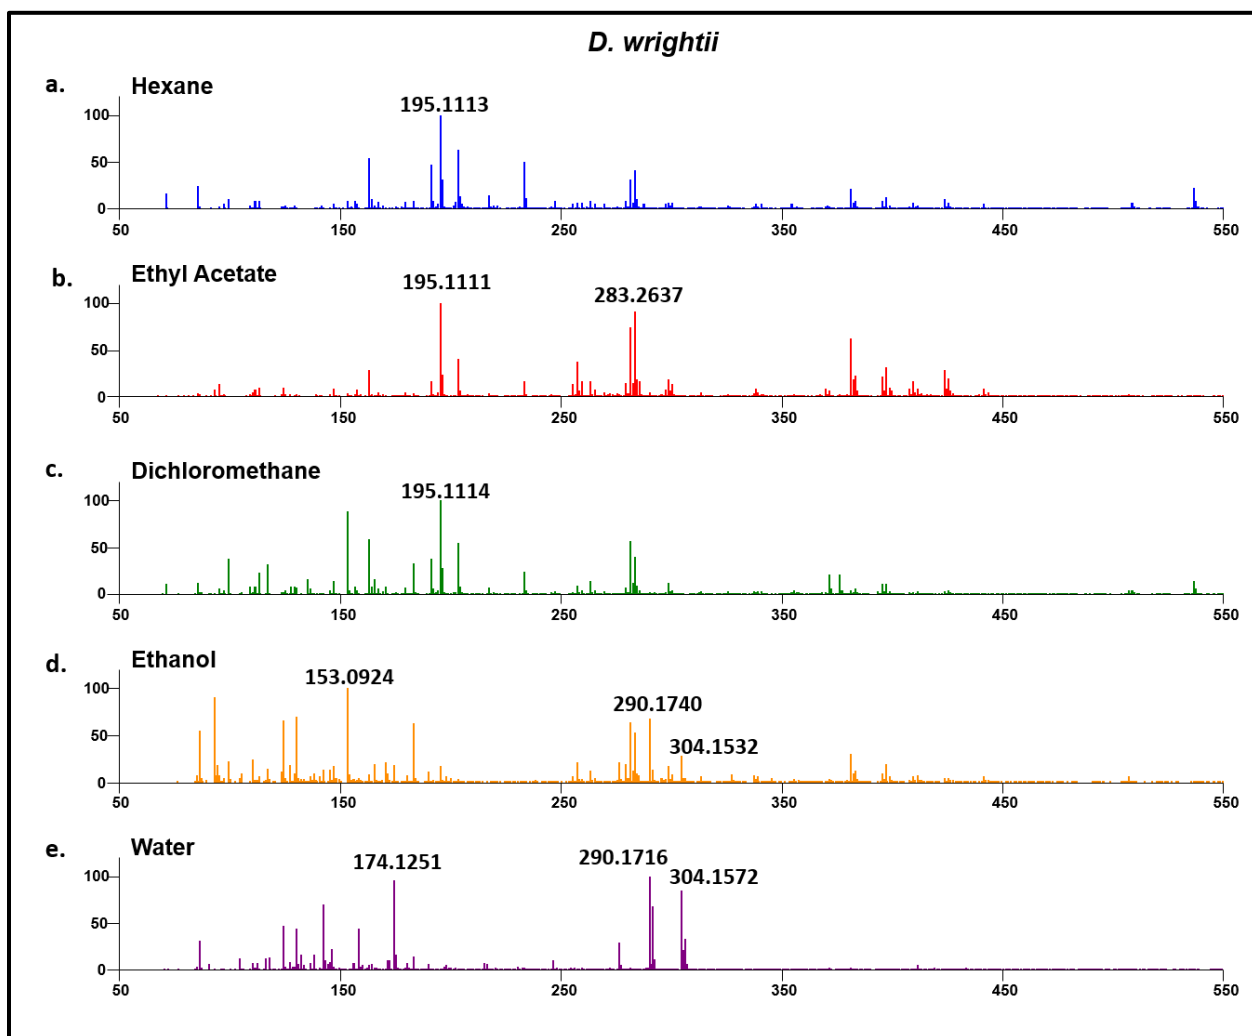 D. wrightii
a. Hexane
195.1113
100
50
0
50 150 250 350 450 550
b. Ethyl Acetate
195.1111 283.2637
100
50
0
50 150 250 350 450 550
c. Dichloromethane
195.1114
100
50
0
50 150 250 350 450 550
d. Ethanol
153.0924 290.1740
304.1532
100
50
0
50 150 250 350 450 550
e. Water
174.1251 290.1716
304.1572
100
50
0
50 150 250 350 450 550